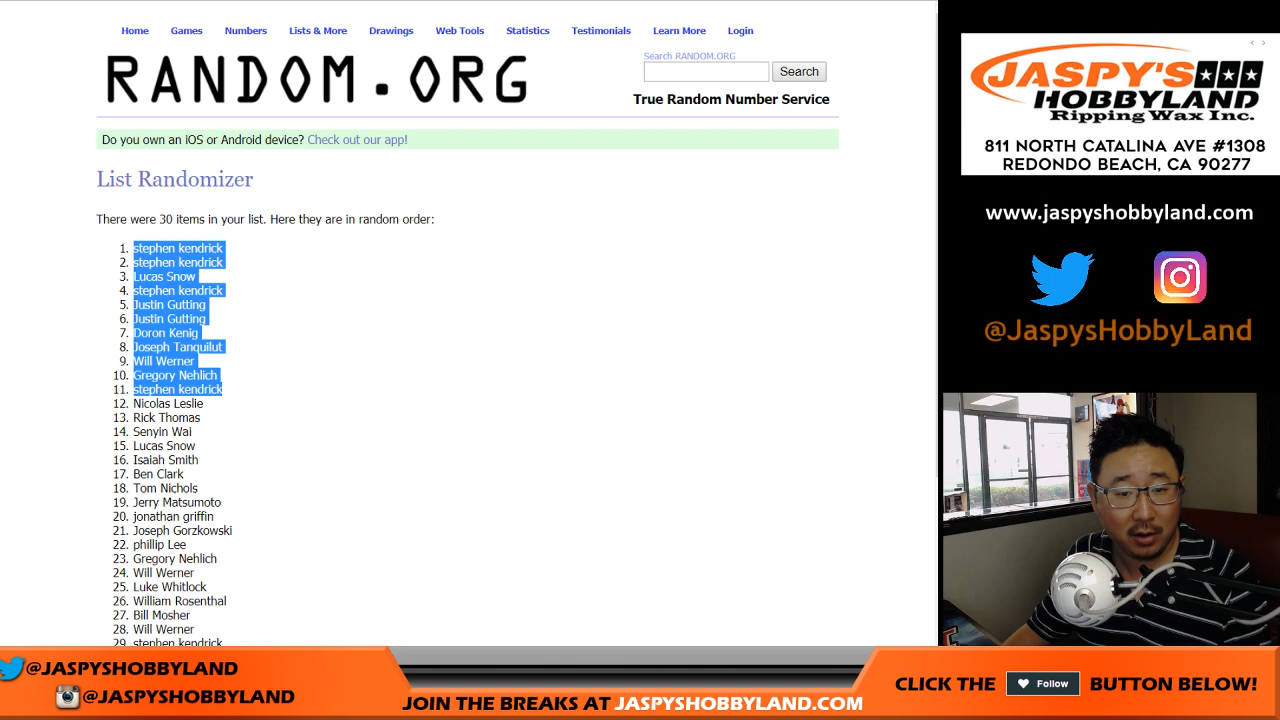 Home Games Numbers Lists & More Drawings Web Tools Statistics Testimonials Learn More Login
RANDOM.ORG
Search RANDOM.ORG
Search
True Random Number Service
Do you own an iOS or Android device? Check out our app!
List Randomizer
There were 30 items in your list. Here they are in random order:
1. stephen kendrick
2. stephen kendrick
3. Lucas Snow
4. stephen kendrick
5. Justin Gutting
6. Justin Gutting
7. Doron Kenig
8. Joseph Tanquilut
9. Will Werner
10. Gregory Nehlich
11. stephen kendrick
12. Nicolas Leslie
13. Rick Thomas
14. Senyin Wai
15. Lucas Snow
16. Isaiah Smith
17. Ben Clark
18. Tom Nichols
19. Jerry Matsumoto
20. jonathan griffin
21. Joseph Gorzkowski
22. phillip Lee
23. Gregory Nehlich
24. Will Werner
25. Luke Whitlock
26. William Rosenthal
27. Bill Mosher
28. Will Werner
29. stephen kendrick
JASPY'S
HOBBYLAND
Ripping Wax Inc.
811 NORTH CATALINA AVE #1308
REDONDO BEACH, CA 90277
www.jaspyshobbyland.com
@JaspysHobbyLand
@JASPYSHOBBYLAND
@JASPYSHOBBYLAND
JOIN THE BREAKS AT JASPYSHOBBYLAND.COM
CLICK THE Follow BUTTON BELOW!